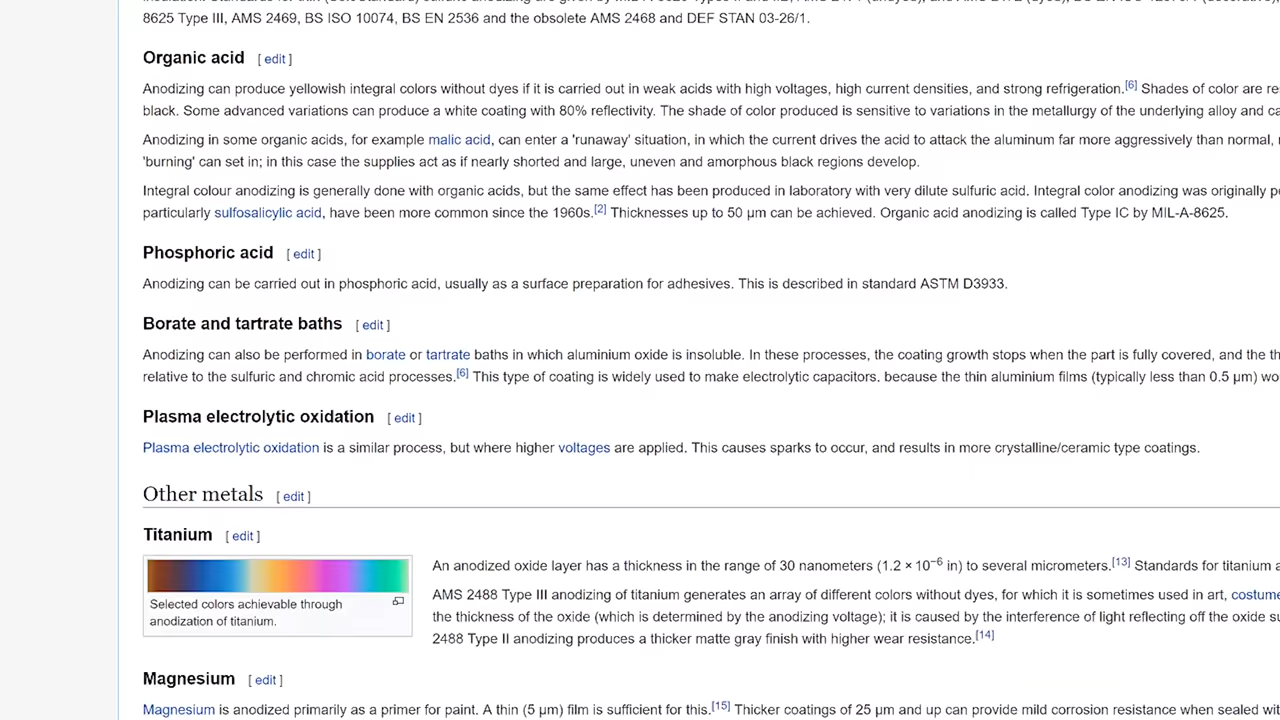 8625 Type III, AMS 2469, BS ISO 10074, BS EN 2536 and the obsolete AMS 2468 and DEF STAN 03-26/1.
Organic acid [ edit ]
Anodizing can produce yellowish integral colors without dyes if it is carried out in weak acids with high voltages, high current densities, and strong refrigeration.[6] Shades of color are
black. Some advanced variations can produce a white coating with 80% reflectivity. The shade of color produced is sensitive to variations in the metallurgy of the underlying alloy and
Anodizing in some organic acids, for example malic acid, can enter a 'runaway' situation, in which the current drives the acid to attack the aluminum far more aggressively than normal,
'burning' can set in; in this case the supplies act as if nearly shorted and large, uneven and amorphous black regions develop.
Integral colour anodizing is generally done with organic acids, but the same effect has been produced in laboratory with very dilute sulfuric acid. Integral color anodizing was originally
particularly sulfosalicylic acid, have been more common since the 1960s.[2] Thicknesses up to 50 μm can be achieved. Organic acid anodizing is called Type IC by MIL-A-8625.
Phosphoric acid [ edit ]
Anodizing can be carried out in phosphoric acid, usually as a surface preparation for adhesives. This is described in standard ASTM D3933.
Borate and tartrate baths [ edit ]
Anodizing can also be performed in borate or tartrate baths in which aluminium oxide is insoluble. In these processes, the coating growth stops when the part is fully covered, and the
relative to the sulfuric and chromic acid processes.[6] This type of coating is widely used to make electrolytic capacitors. because the thin aluminium films (typically less than 0.5 μm)
Plasma electrolytic oxidation [ edit ]
Plasma electrolytic oxidation is a similar process, but where higher voltages are applied. This causes sparks to occur, and results in more crystalline/ceramic type coatings.
Other metals [ edit ]
Titanium [ edit ]
Selected colors achievable through
anodization of titanium.
An anodized oxide layer has a thickness in the range of 30 nanometers (1.2 × 10−6 in) to several micrometers.[13] Standards for titanium
AMS 2488 Type III anodizing of titanium generates an array of different colors without dyes, for which it is sometimes used in art, costume
the thickness of the oxide (which is determined by the anodizing voltage); it is caused by the interference of light reflecting off the oxide
2488 Type II anodizing produces a thicker matte gray finish with higher wear resistance.[14]
Magnesium [ edit ]
Magnesium is anodized primarily as a primer for paint. A thin (5 μm) film is sufficient for this.[15] Thicker coatings of 25 μm and up can provide mild corrosion resistance when sealed